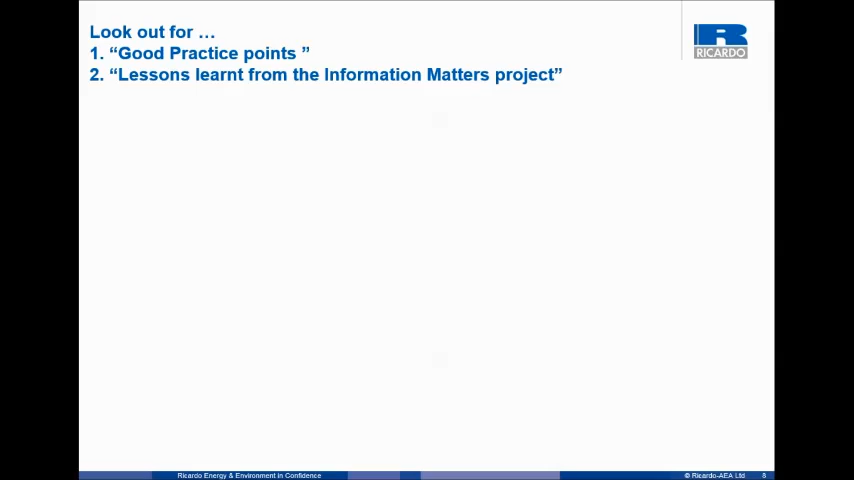 Look out for …
1. “Good Practice points ”
2. “Lessons learnt from the Information Matters project”
RICARDO
Ricardo Energy & Environment in Confidence
© Ricardo-AEA Ltd
8